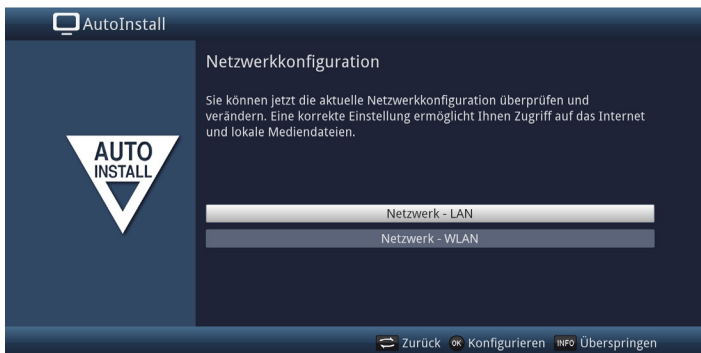 AutoInstall
Netzwerkkonfiguration
Sie können jetzt die aktuelle Netzwerkkonfiguration überprüfen und
verändern. Eine korrekte Einstellung ermöglicht Ihnen Zugriff auf das Internet
und lokale Mediendateien.
AUTO
INSTALL
Netzwerk - LAN
Netzwerk - WLAN
Zurück OK Konfigurieren INFO Überspringen